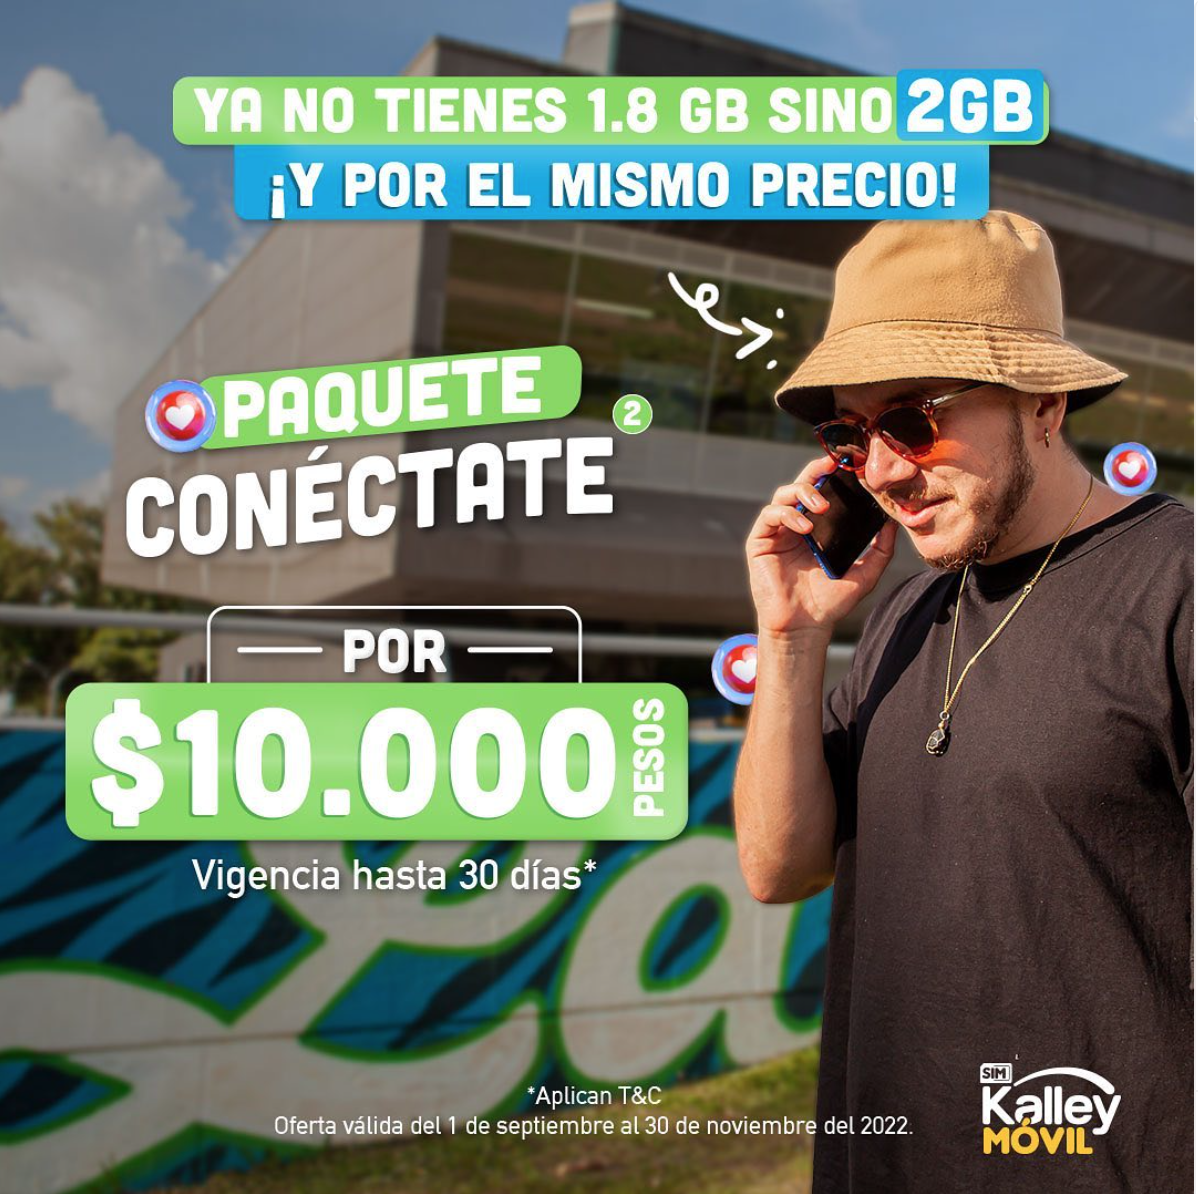 YA NO TIENES 1.8 GB SINO 2GB
¡Y POR EL MISMO PRECIO!
PAQUETE
CONÉCTATE 2
POR
$10.000 PESOS
Vigencia hasta 30 días*
*Aplican T&C
Oferta válida del 1 de septiembre al 30 de noviembre del 2022.
SIM
Kalley
MÓVIL